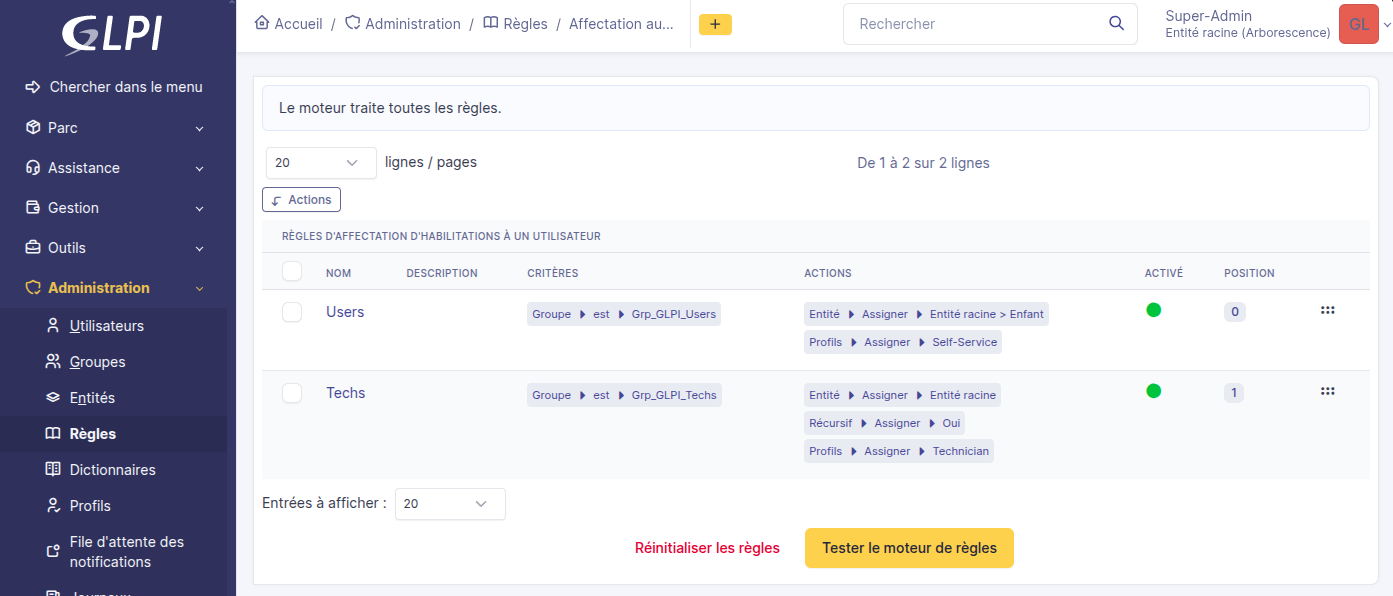 GLPI
Chercher dans le menu
Parc
Assistance
Gestion
Outils
Administration
Utilisateurs
Groupes
Entités
Règles
Dictionnaires
Profils
File d'attente des
notifications
Journaux
Accueil / Administration / Règles / Affectation au... +
Rechercher
Super-Admin
Entité racine (Arborescence)
GL
Le moteur traite toutes les règles.
20 lignes / pages De 1 à 2 sur 2 lignes
Actions
RÈGLES D'AFFECTATION D'HABILITATIONS À UN UTILISATEUR
NOM DESCRIPTION CRITÈRES ACTIONS ACTIVÉ POSITION
Users Groupe est Grp_GLPI_Users Entité Assigner Entité racine > Enfant 0
Profils Assigner Self-Service
Techs Groupe est Grp_GLPI_Techs Entité Assigner Entité racine 1
Récursif Assigner Oui
Profils Assigner Technician
Entrées à afficher : 20
Réinitialiser les règles Tester le moteur de règles